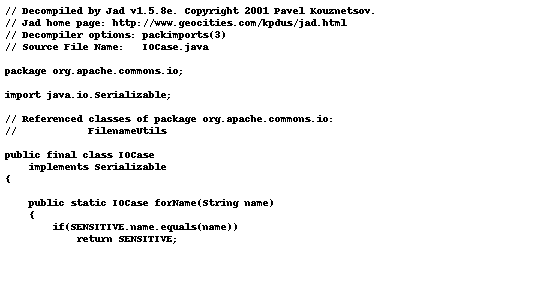 // Decompiled by Jad v1.5.8e. Copyright 2001 Pavel Kouznetsov.
// Jad home page: http://www.geocities.com/kpdus/jad.html
// Decompiler options: packimports(3)
// Source File Name:   IOCase.java

package org.apache.commons.io;

import java.io.Serializable;

// Referenced classes of package org.apache.commons.io:
//            FilenameUtils

public final class IOCase
    implements Serializable
{

    public static IOCase forName(String name)
    {
        if(SENSITIVE.name.equals(name))
            return SENSITIVE;